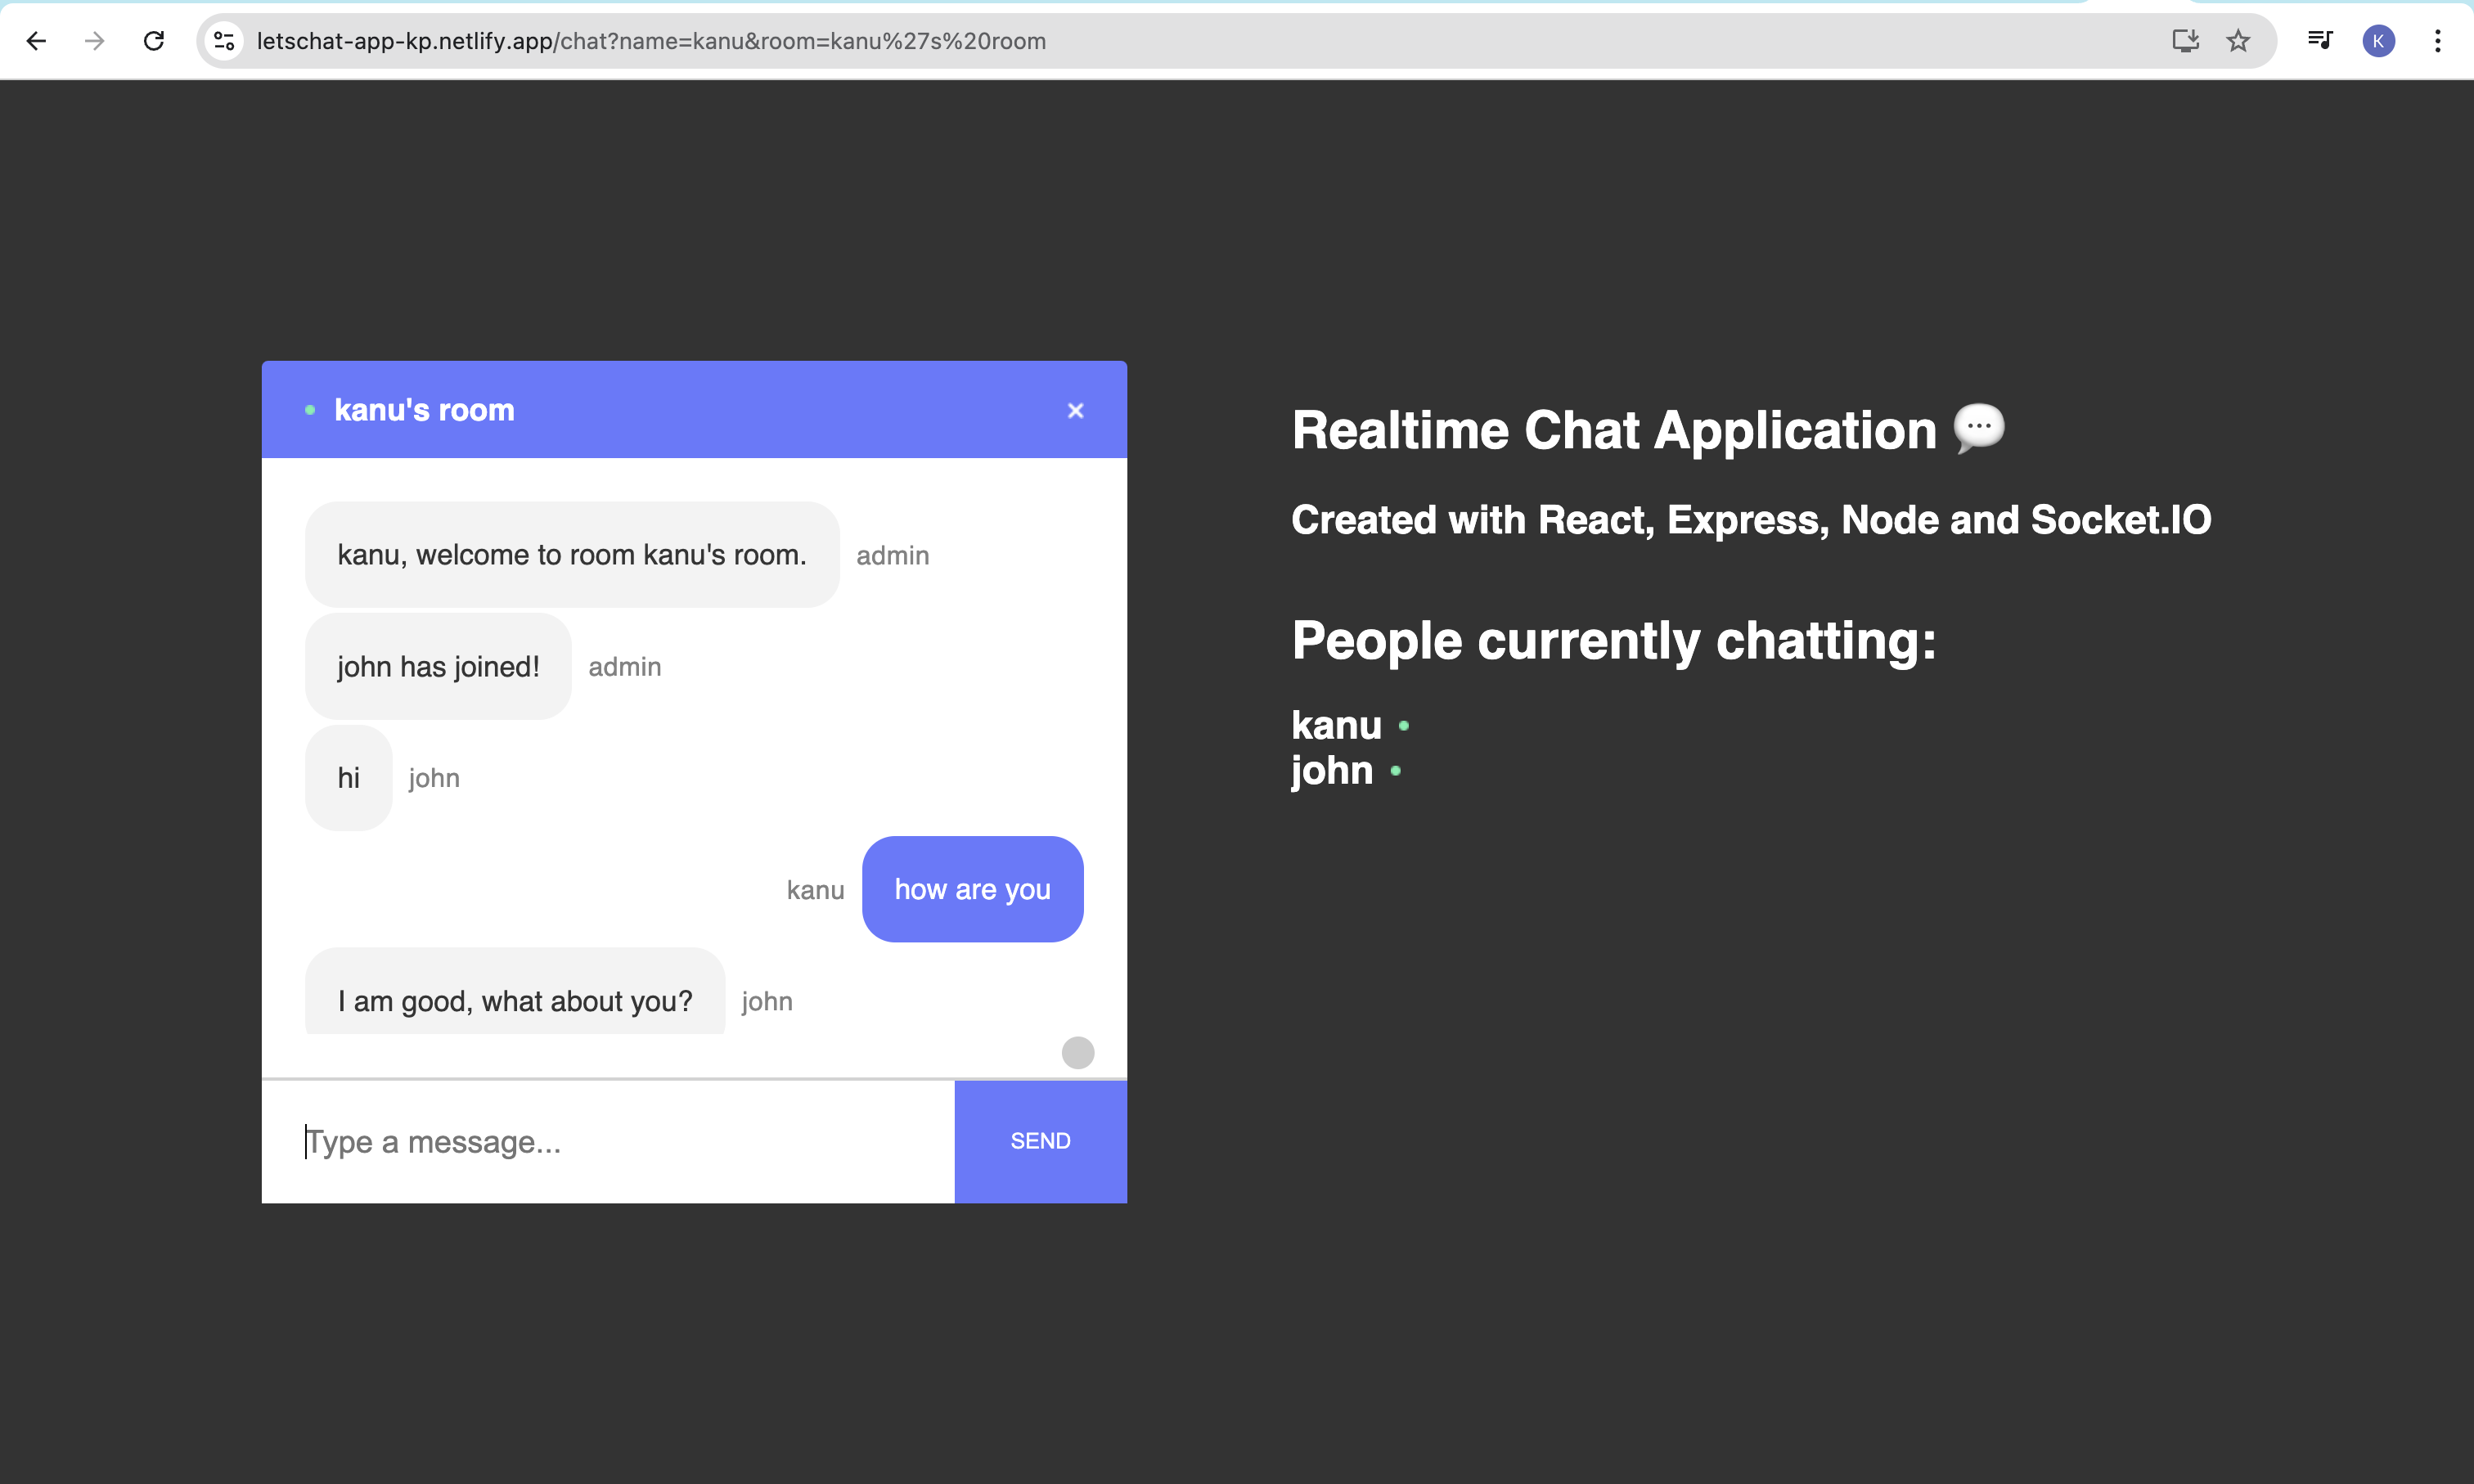 letschat-app-kp.netlify.app/chat?name=kanu&room=kanu%27s%20room
K
kanu's room
kanu, welcome to room kanu's room. admin
john has joined! admin
hi john
kanu how are you
I am good, what about you? john
Type a message...
SEND
Realtime Chat Application 💬
Created with React, Express, Node and Socket.IO
People currently chatting:
kanu
john